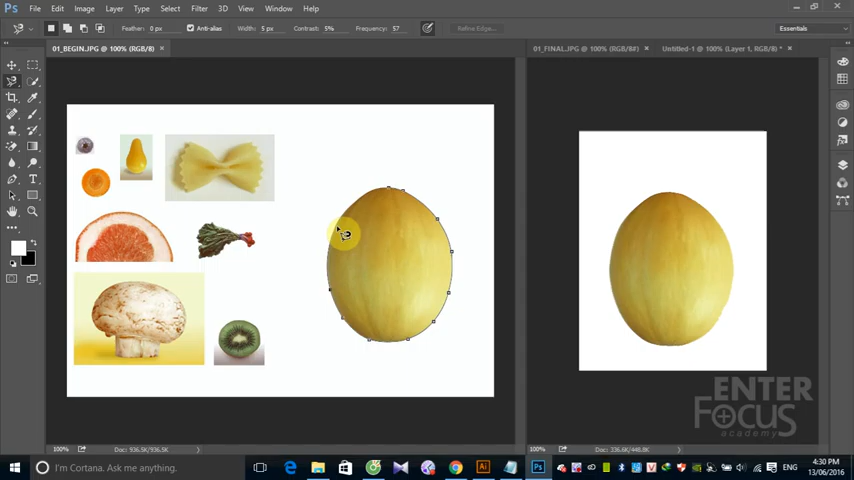 Ps File Edit Image Layer Type Select Filter 3D View Window Help
Feather: 0 px Anti-alias Width: 5 px Contrast: 5% Frequency: 57 Refine Edge... Essentials
01_BEGIN.JPG @ 100% (RGB/8) × 01_FINAL.JPG @ 100% (RGB/8#) × Untitled-1 @ 100% (Layer 1, RGB/8) * ×
T
ENTER
FOCUS
academy
100% Doc: 936.5K/936.5K 100% Doc: 336.6K/448.8K
I'm Cortana. Ask me anything. Ai Ps ENG 4:30 PM
13/06/2016